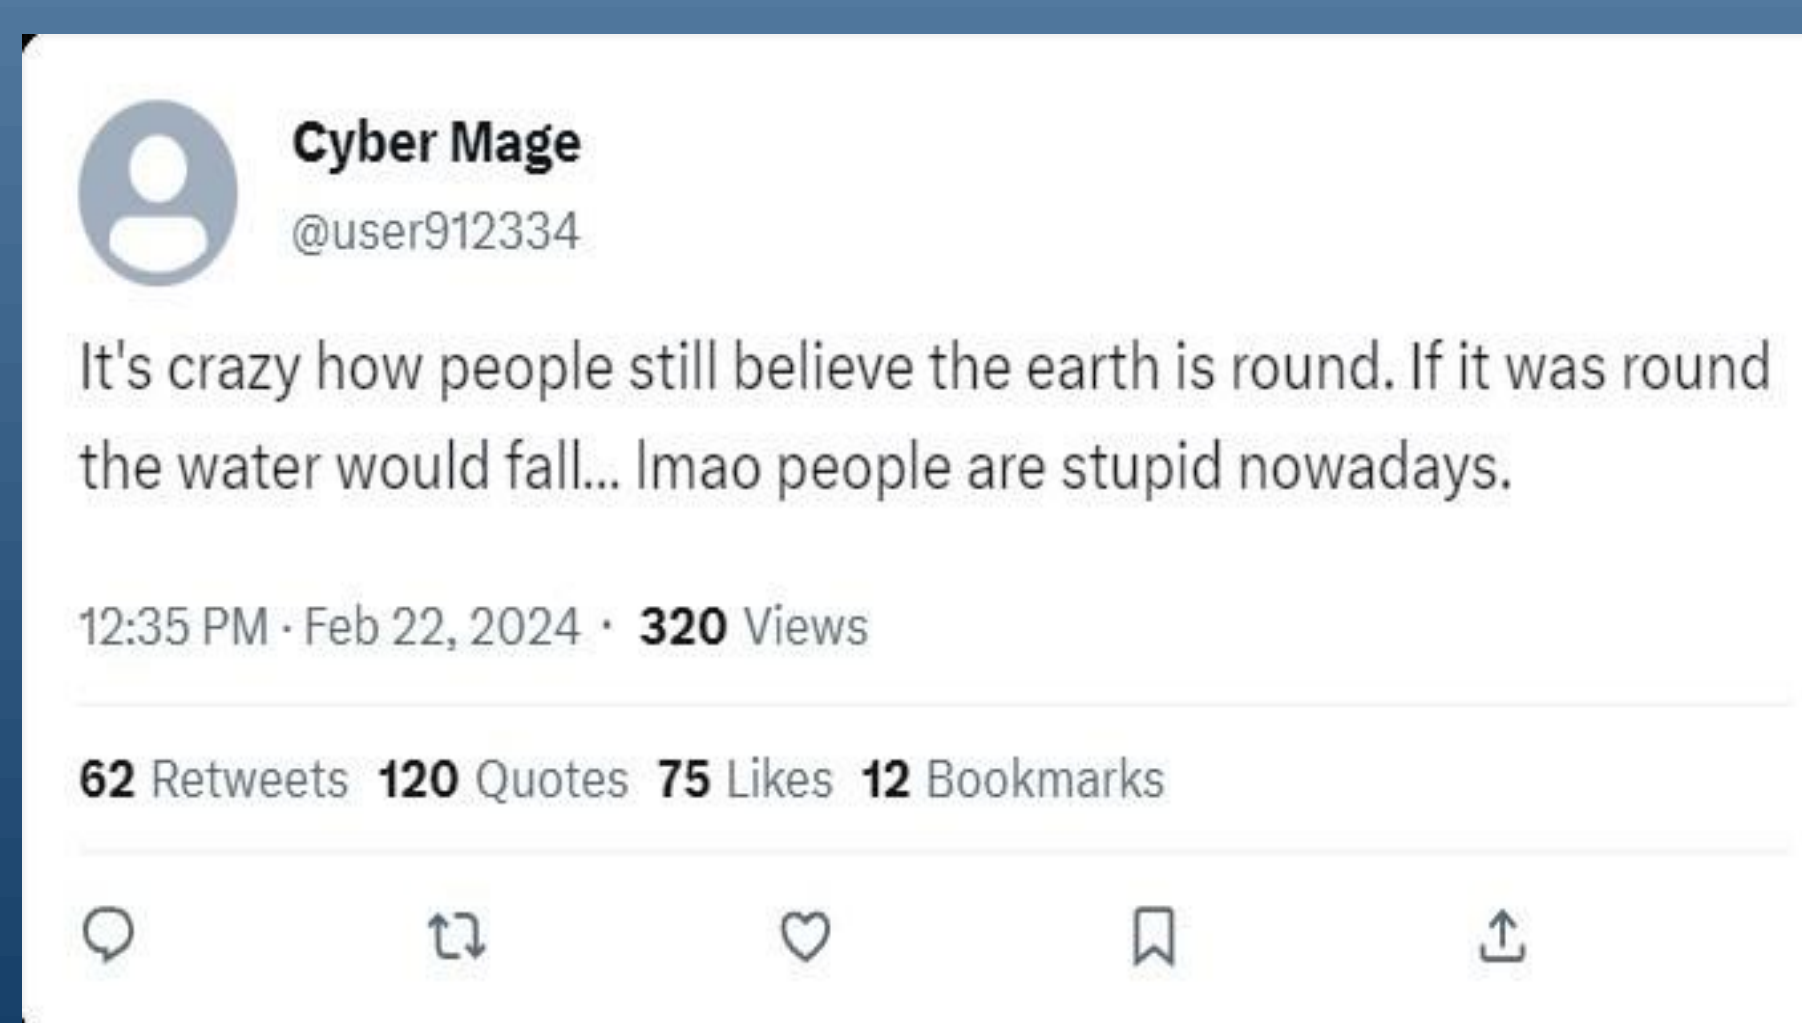 Cyber Mage
@user912334
It's crazy how people still believe the earth is round. If it was round
the water would fall... lmao people are stupid nowadays.
12:35 PM · Feb 22, 2024 · 320 Views
62 Retweets 120 Quotes 75 Likes 12 Bookmarks